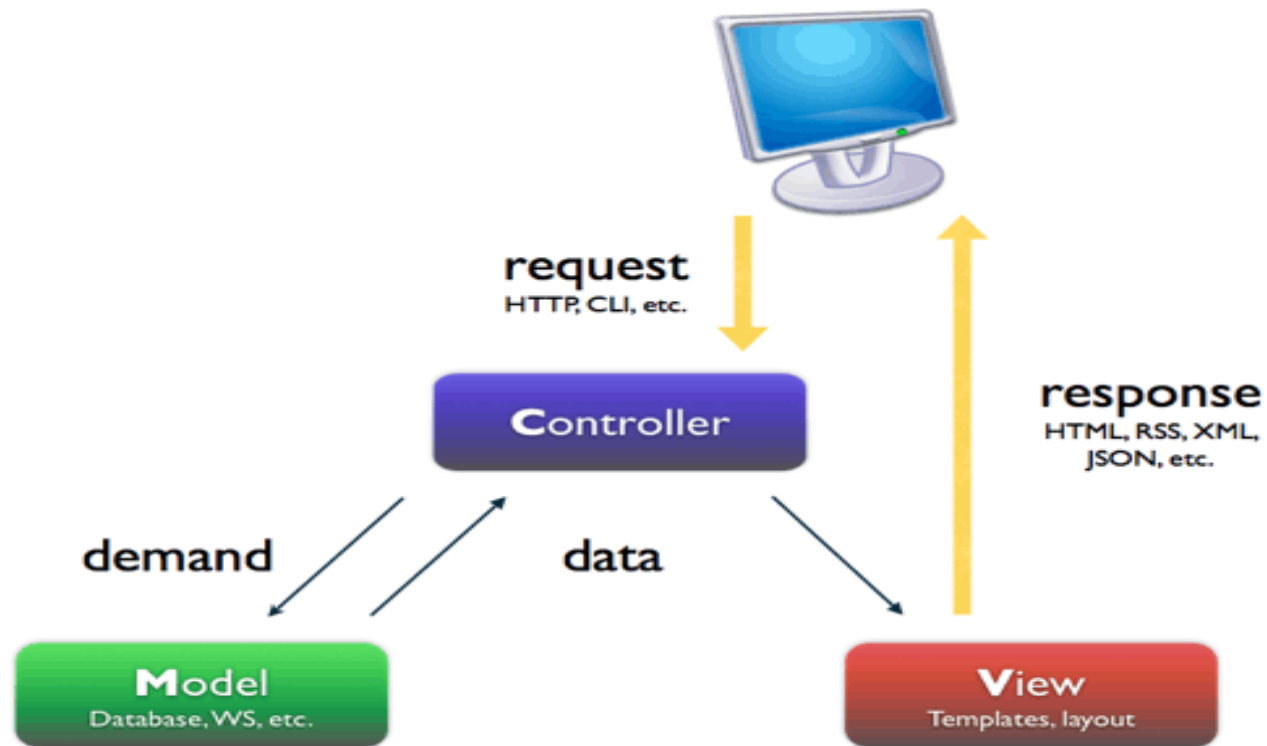 request
HTTP, CLI, etc.
Controller
response
HTML, RSS, XML,
JSON, etc.
demand
data
Model
Database, WS, etc.
View
Templates, layout